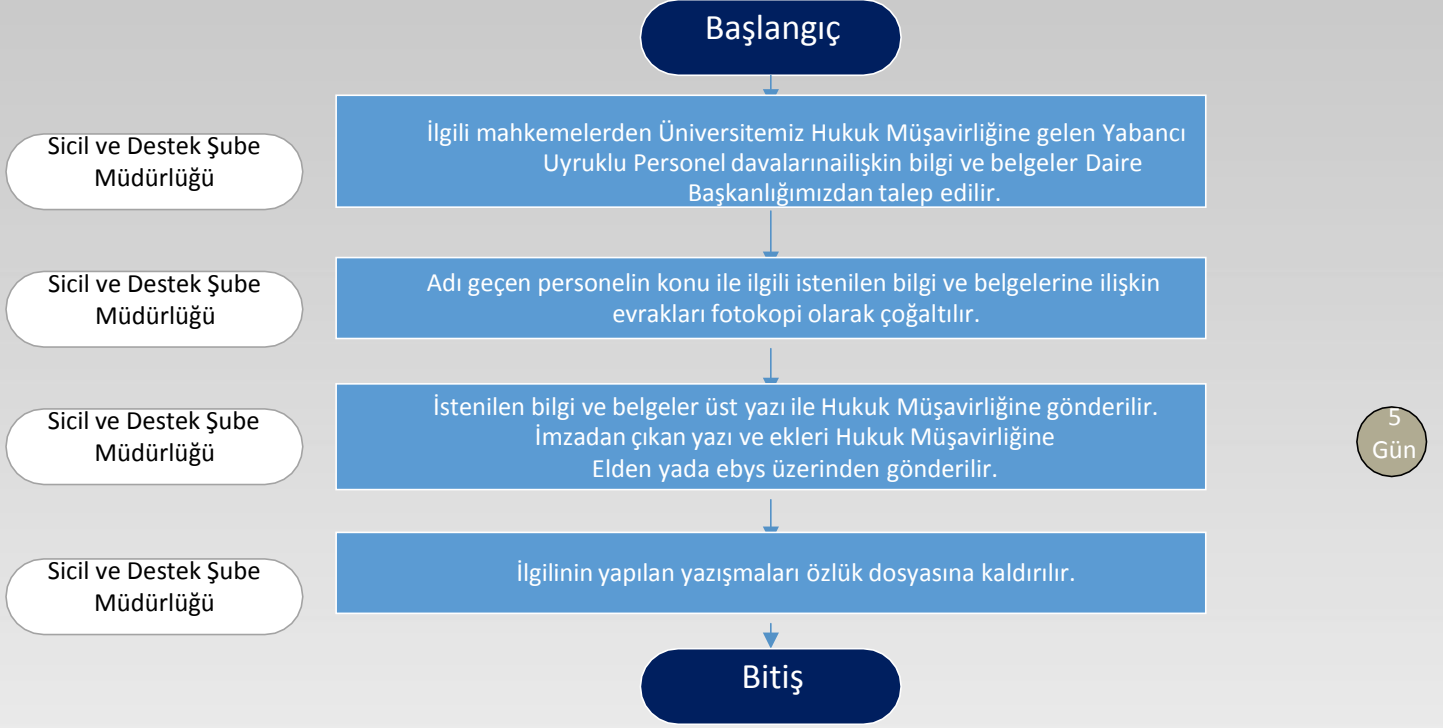 Başlangıç
Sicil ve Destek Şube
Müdürlüğü
İlgili mahkemelerden Üniversitemiz Hukuk Müşavirliğine gelen Yabancı
Uyruklu Personel davalarınailişkin bilgi ve belgeler Daire
Başkanlığımızdan talep edilir.
Sicil ve Destek Şube
Müdürlüğü
Adı geçen personelin konu ile ilgili istenilen bilgi ve belgelerine ilişkin
evrakları fotokopi olarak çoğaltılır.
Sicil ve Destek Şube
Müdürlüğü
İstenilen bilgi ve belgeler üst yazı ile Hukuk Müşavirliğine gönderilir.
İmzadan çıkan yazı ve ekleri Hukuk Müşavirliğine
Elden yada ebys üzerinden gönderilir.
5
Gün
Sicil ve Destek Şube
Müdürlüğü
İlgilinin yapılan yazışmaları özlük dosyasına kaldırılır.
Bitiş